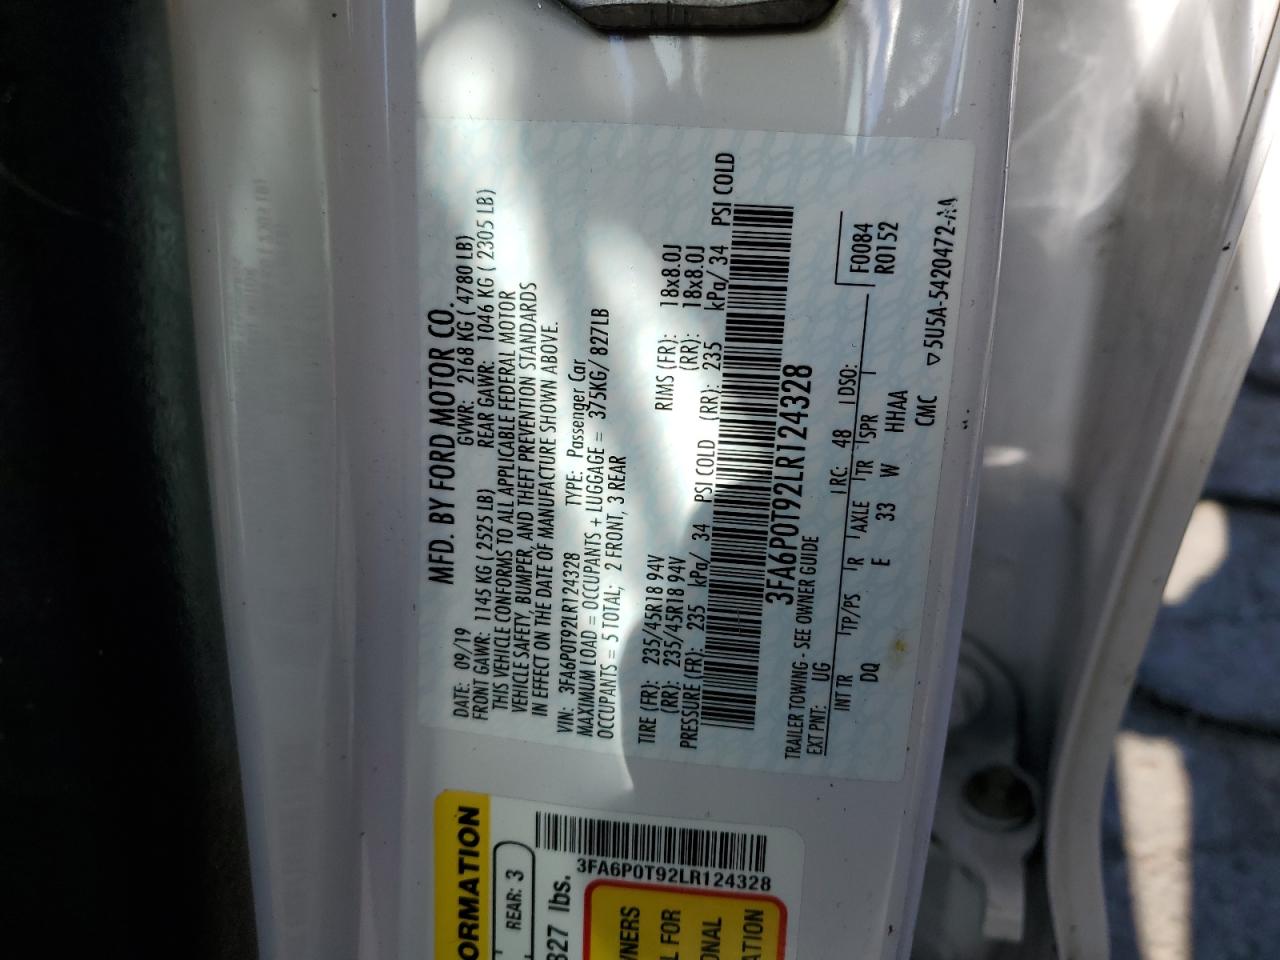 MFD. BY FORD MOTOR CO.
DATE: 09/19 GVWR: 2168 KG ( 4780 LB)
FRONT GAWR: 1145 KG ( 2525 LB) REAR GAWR: 1046 KG ( 2305 LB)
THIS VEHICLE CONFORMS TO ALL APPLICABLE FEDERAL MOTOR
VEHICLE SAFETY, BUMPER, AND THEFT PREVENTION STANDARDS
IN EFFECT ON THE DATE OF MANUFACTURE SHOWN ABOVE.
VIN: 3FA6P0T92LR124328 TYPE: Passenger Car
MAXIMUM LOAD = OCCUPANTS + LUGGAGE = 375KG/ 827LB
OCCUPANTS = 5 TOTAL; 2 FRONT, 3 REAR
TIRE (FR): 235/45R18 94V RIMS (FR): 18x8.0J
(RR): 235/45R18 94V (RR): 18x8.0J
PRESSURE (FR): 235 kPa/ 34 PSI COLD (RR): 235 kPa/ 34 PSI COLD
3FA6P0T92LR124328
TRAILER TOWING - SEE OWNER GUIDE
EXT PNT: UG RC: 48 DSO: F0084
R0152
INT TR TP/PS R AXLE TR SPR
DQ E 33 W HHAA
CMC ▽5U5A-5420472-AA
ORMATION
REAR: 3
827 lbs.
3FA6P0T92LR124328
WNERS
L FOR
ONAL
ATION